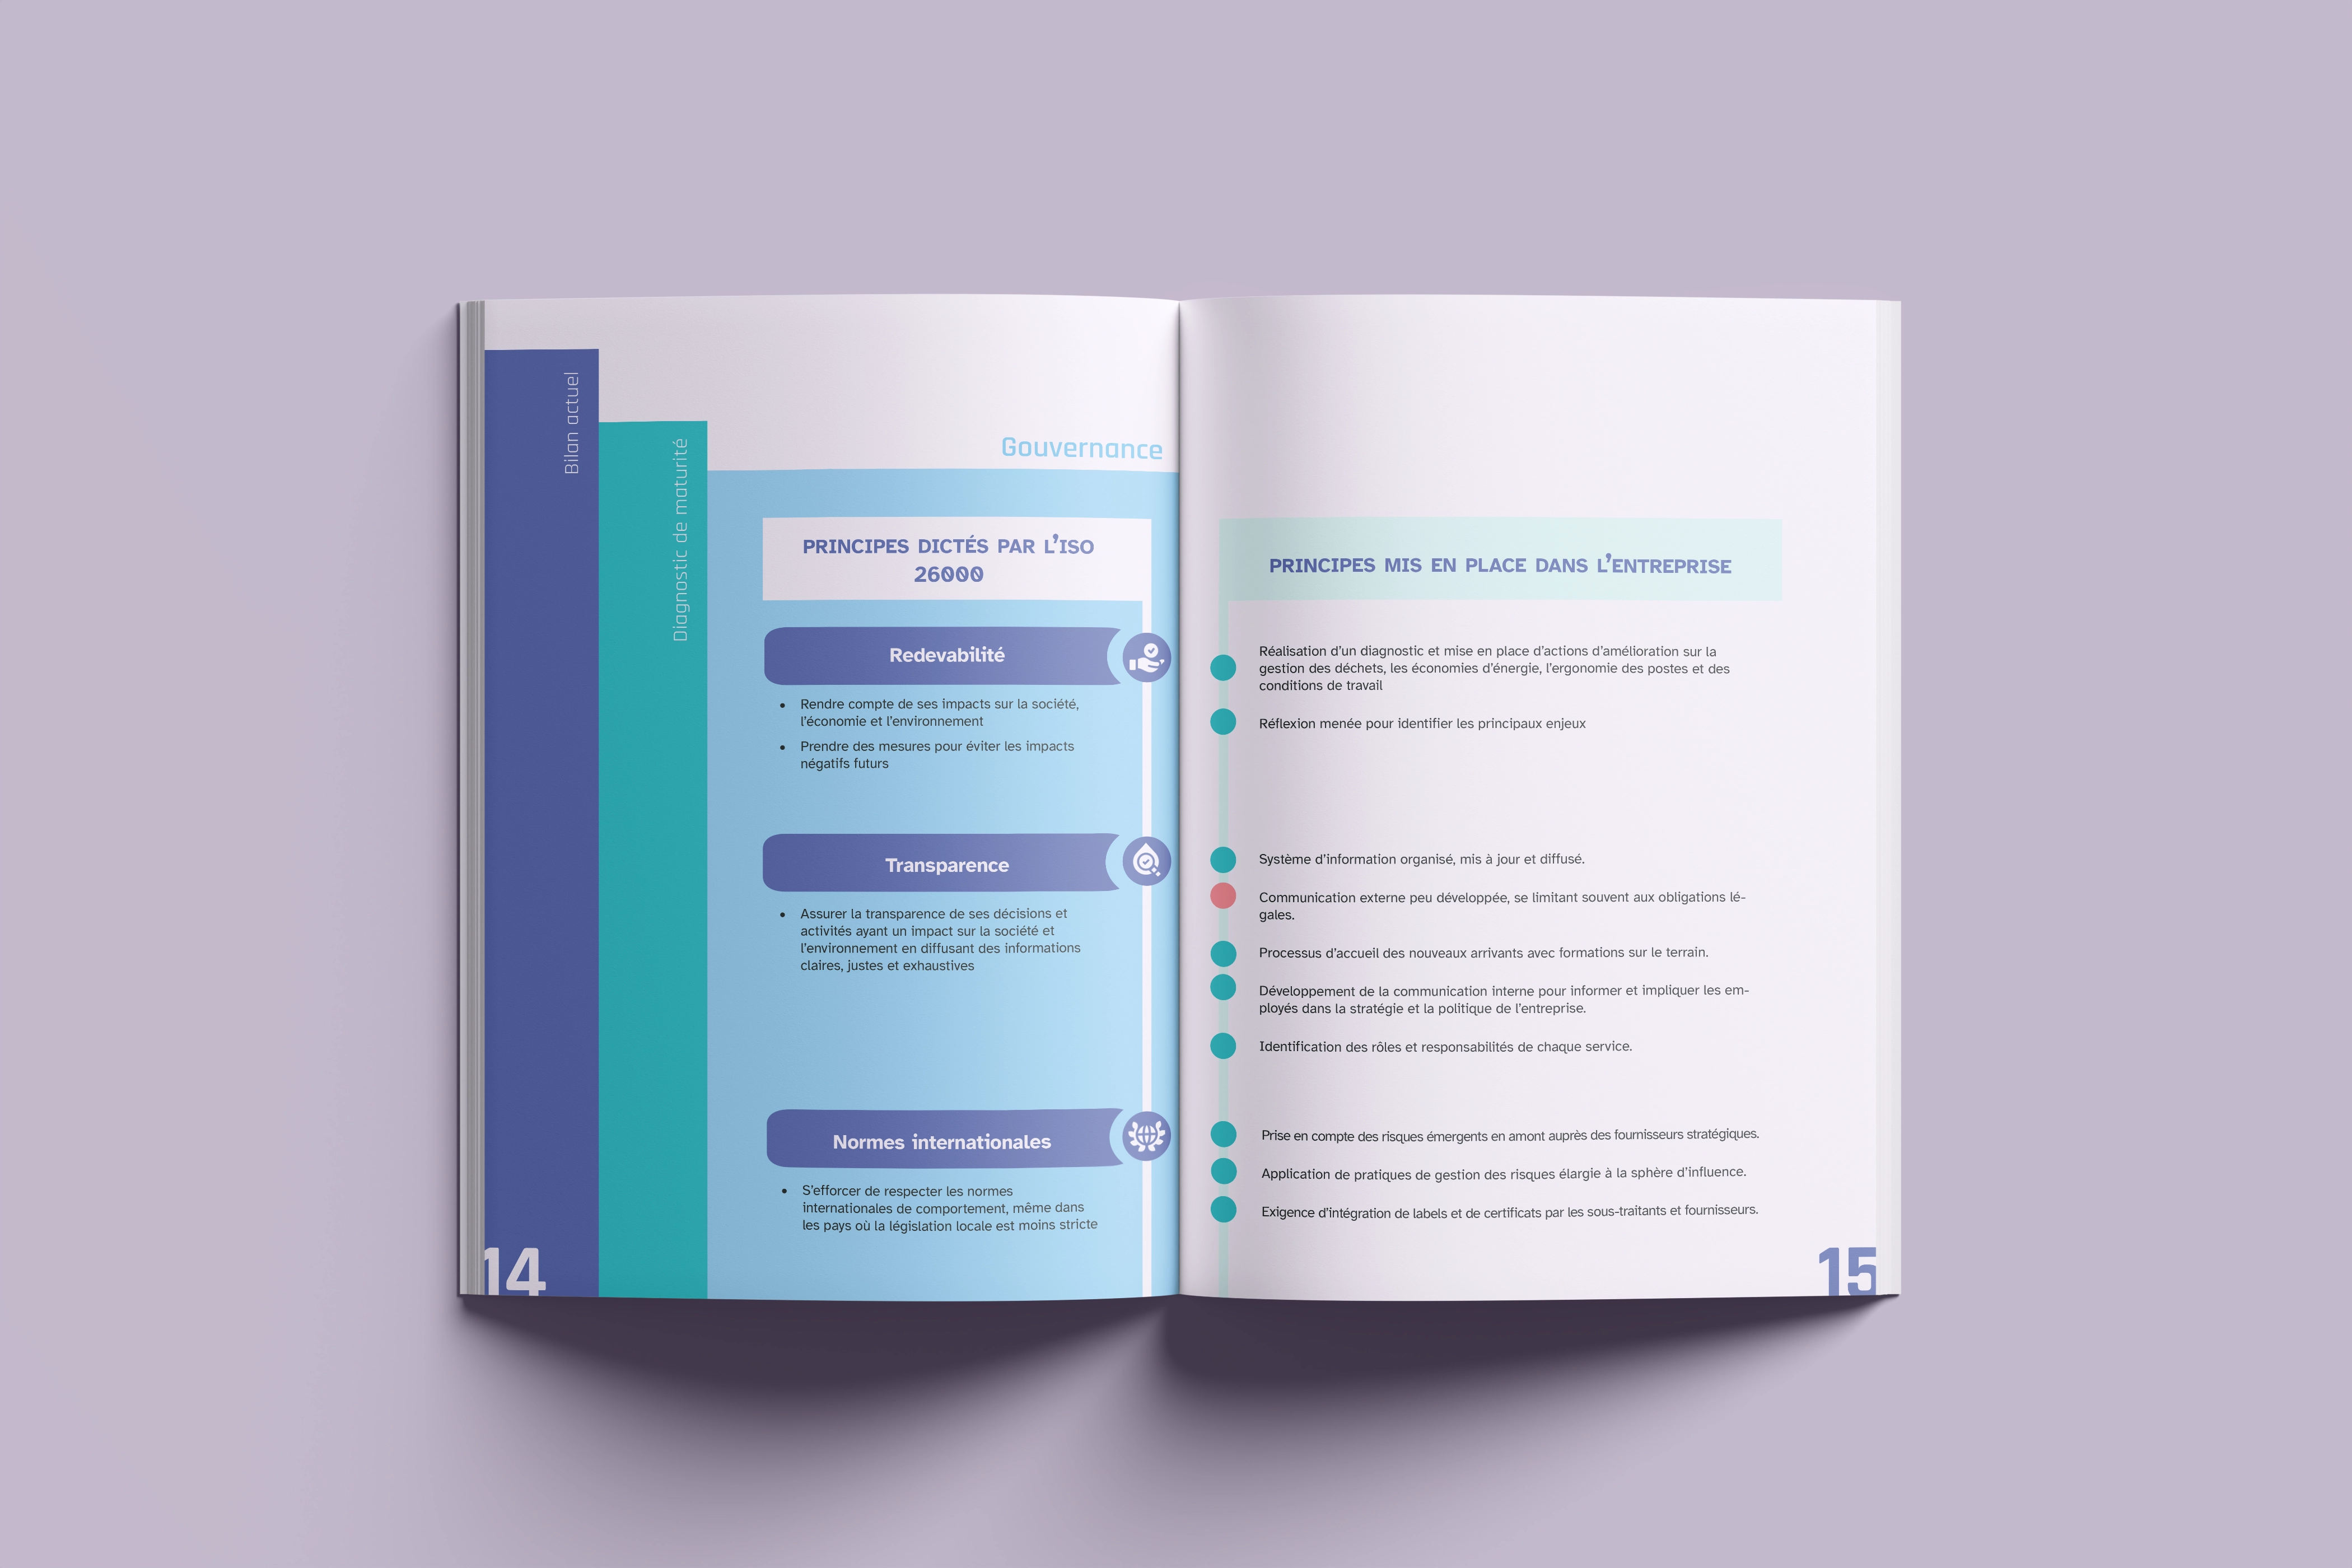 Bilan actuel
Diagnostic de maturité
Gouvernance
PRINCIPES DICTÉS PAR L’ISO
26000
Redevabilité
• Rendre compte de ses impacts sur la société,
l’économie et l’environnement
• Prendre des mesures pour éviter les impacts
négatifs futurs
Transparence
• Assurer la transparence de ses décisions et
activités ayant un impact sur la société et
l’environnement en diffusant des informations
claires, justes et exhaustives
Normes internationales
• S’efforcer de respecter les normes
internationales de comportement, même dans
les pays où la législation locale est moins stricte
14
PRINCIPES MIS EN PLACE DANS L’ENTREPRISE
Réalisation d’un diagnostic et mise en place d’actions d’amélioration sur la
gestion des déchets, les économies d’énergie, l’ergonomie des postes et des
conditions de travail
Réflexion menée pour identifier les principaux enjeux
Système d’information organisé, mis à jour et diffusé.
Communication externe peu développée, se limitant souvent aux obligations lé-
gales.
Processus d’accueil des nouveaux arrivants avec formations sur le terrain.
Développement de la communication interne pour informer et impliquer les em-
ployés dans la stratégie et la politique de l’entreprise.
Identification des rôles et responsabilités de chaque service.
Prise en compte des risques émergents en amont auprès des fournisseurs stratégiques.
Application de pratiques de gestion des risques élargie à la sphère d’influence.
Exigence d’intégration de labels et de certificats par les sous-traitants et fournisseurs.
15